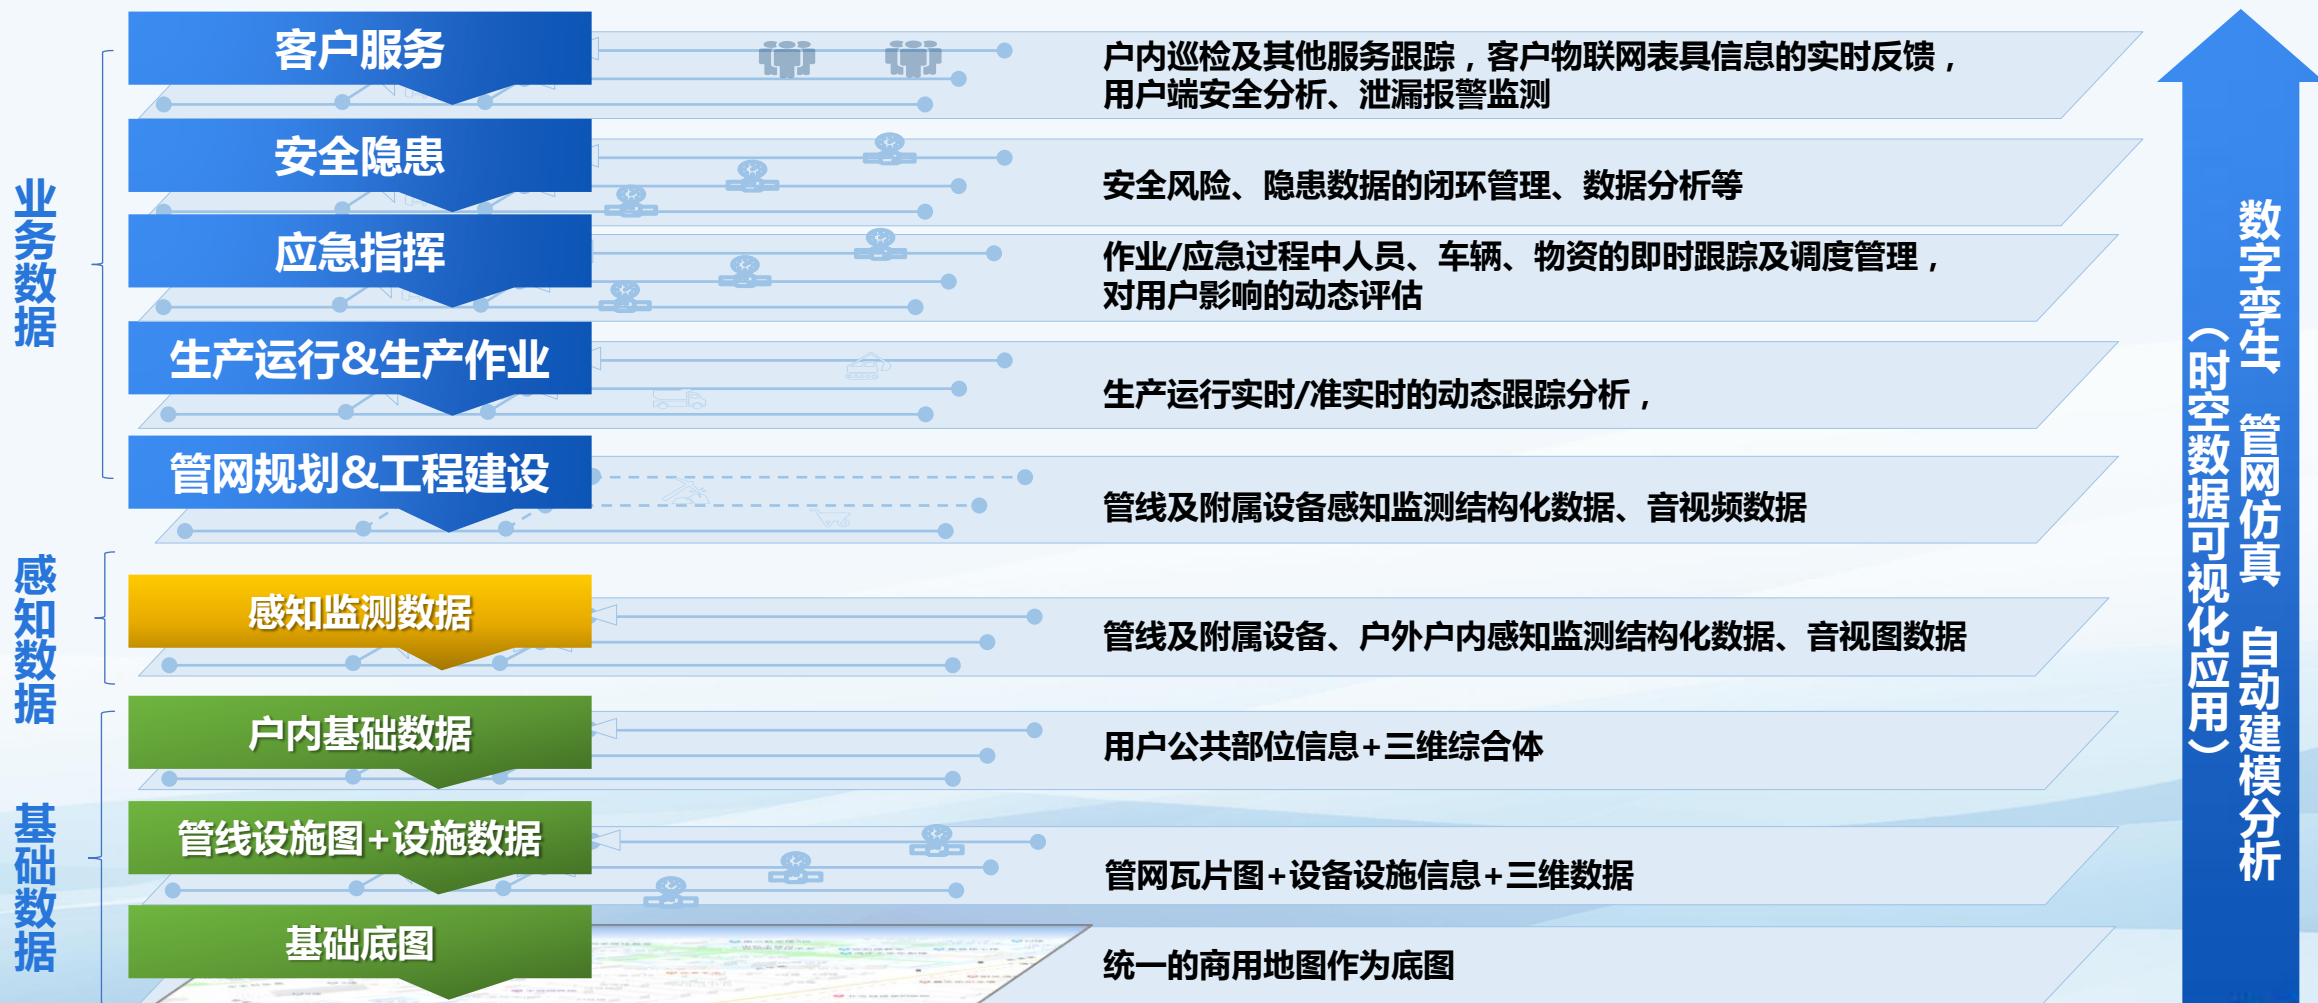 业务数据
客户服务
户内巡检及其他服务跟踪，客户物联网表具信息的实时反馈，
用户端安全分析、泄漏报警监测
安全隐患
安全风险、隐患数据的闭环管理、数据分析等
应急指挥
作业/应急过程中人员、车辆、物资的即时跟踪及调度管理，
对用户影响的动态评估
生产运行&生产作业
生产运行实时/准实时的动态跟踪分析，
管网规划&工程建设
管线及附属设备感知监测结构化数据、音视频数据
感知数据
感知监测数据
管线及附属设备、户外户内感知监测结构化数据、音视图数据
基础数据
户内基础数据
用户公共部位信息+三维综合体
管线设施图+设施数据
管网瓦片图+设备设施信息+三维数据
基础底图
统一的商用地图作为底图
数字孪生、管网仿真、自动建模分析
（时空数据可视化应用）